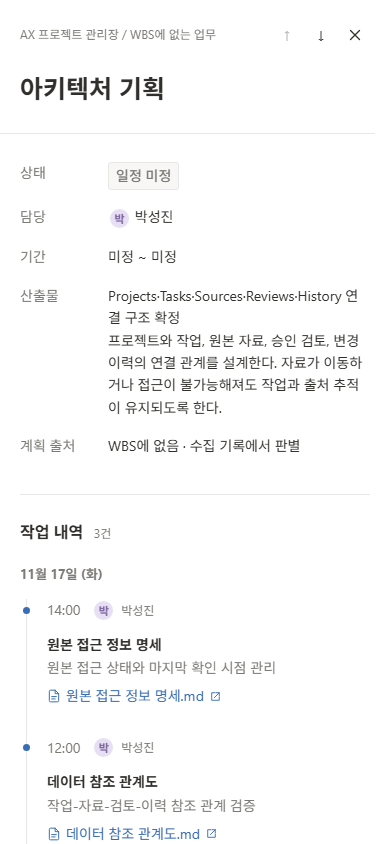 AX 프로젝트 관리장 / WBS에 없는 업무
아키텍처 기획
상태
일정 미정
담당
박 박성진
기간
미정 ~ 미정
산출물
Projects·Tasks·Sources·Reviews·History 연
결 구조 확정
프로젝트와 작업, 원본 자료, 승인 검토, 변경
이력의 연결 관계를 설계한다. 자료가 이동하
거나 접근이 불가능해져도 작업과 출처 추적
이 유지되도록 한다.
계획 출처
WBS에 없음 · 수집 기록에서 판별
작업 내역 3건
11월 17일 (화)
14:00 박 박성진
원본 접근 정보 명세
원본 접근 상태와 마지막 확인 시점 관리
원본 접근 정보 명세.md
12:00 박 박성진
데이터 참조 관계도
작업-자료-검토-이력 참조 관계 검증
데이터 참조 관계도.md